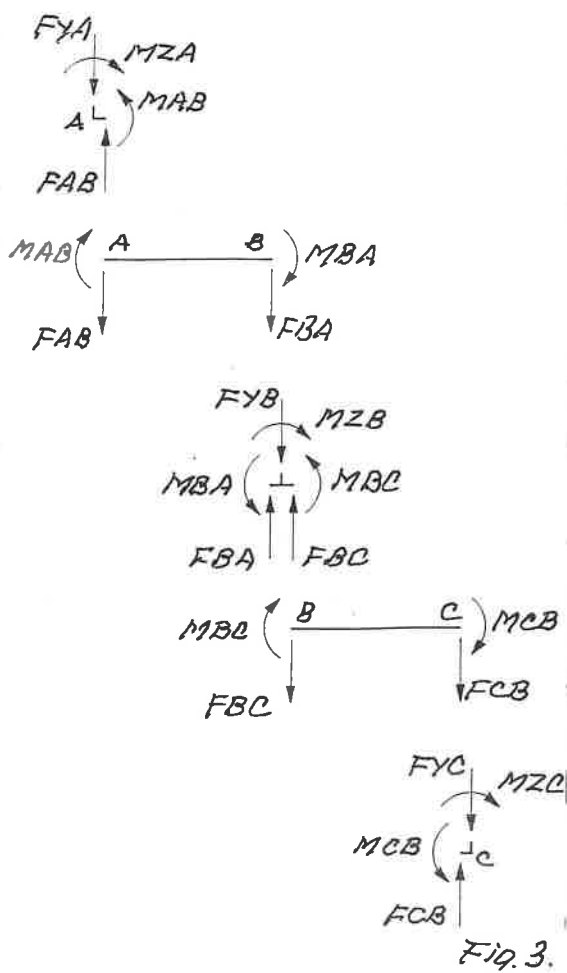 FYA
MZA
MAB
A
FAB
MAB A B MBA
FAB FBA
FYB
MZB
MBA MBC
FBA FBC
MBC B C MCB
FBC FCB
FYC
MZC
MCB C
FCB
Fig. 3.